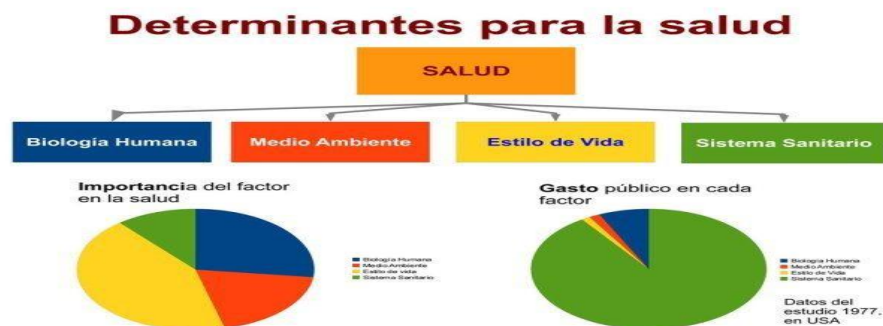 Determinantes para la salud
SALUD
Biología Humana
Medio Ambiente
Estilo de Vida
Sistema Sanitario
Importancia del factor
en la salud
Biología Humana
Medio Ambiente
Estilo de vida
Sistema Sanitario
Gasto público en cada
factor
Biología Humana
Medio Ambiente
Estilo de Vida
Sistema Sanitario
Datos del
estudio 1977,
en USA